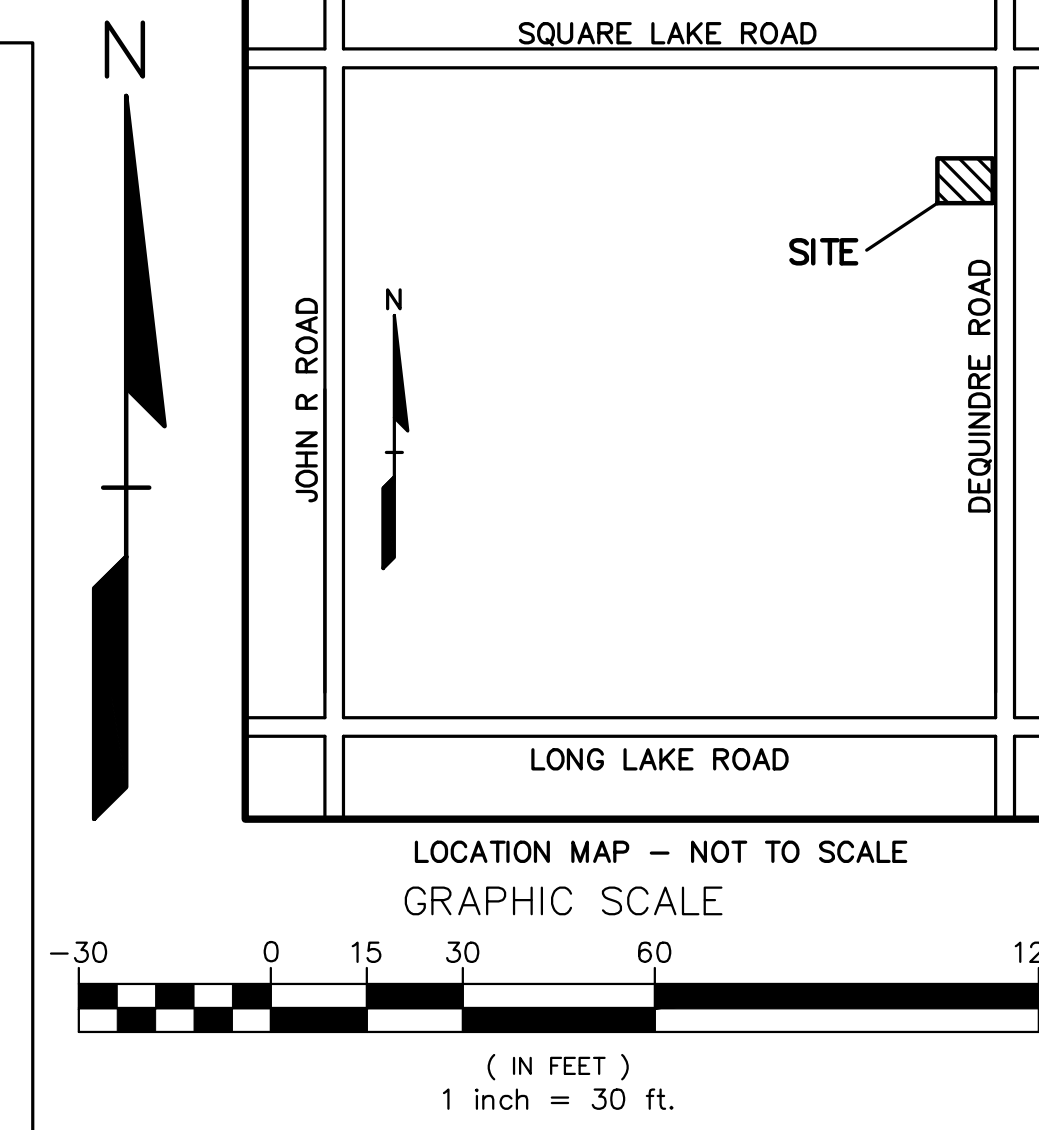 N
SQUARE LAKE ROAD
SITE
N
JOHN R ROAD
DEQUINDRE ROAD
LONG LAKE ROAD
LOCATION MAP – NOT TO SCALE
GRAPHIC SCALE
–30 0 15 30 60
( IN FEET )
1 inch = 30 ft.